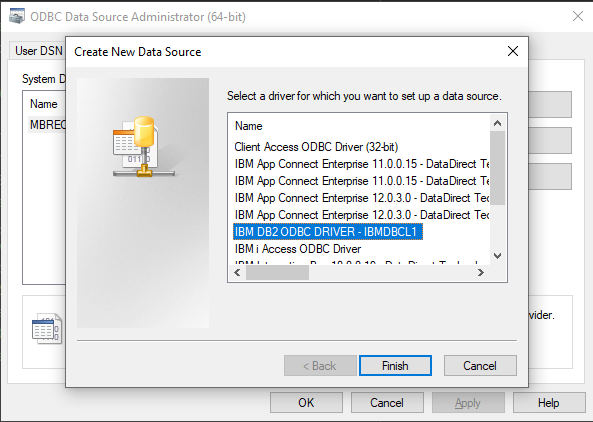 ODBC Data Source Administrator (64-bit)
User DSN
System D
Name
MBREC
Create New Data Source
Select a driver for which you want to set up a data source.
Name
Client Access ODBC Driver (32-bit)
IBM App Connect Enterprise 11.0.0.15 - DataDirect Te
IBM App Connect Enterprise 11.0.0.15 - DataDirect Te
IBM App Connect Enterprise 12.0.3.0 - DataDirect Tec
IBM App Connect Enterprise 12.0.3.0 - DataDirect Tec
IBM DB2 ODBC DRIVER - IBMDBCL1
IBM i Access ODBC Driver
vider.
< Back
Finish
Cancel
OK
Cancel
Apply
Help